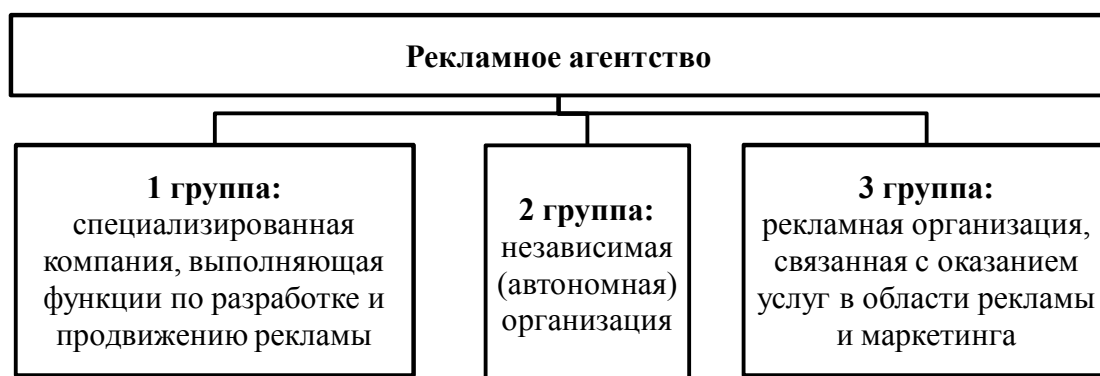 Рекламное агентство
1 группа:
специализированная
компания, выполняющая
функции по разработке и
продвижению рекламы
2 группа:
независимая
(автономная)
организация
3 группа:
рекламная организация,
связанная с оказанием
услуг в области рекламы
и маркетинга